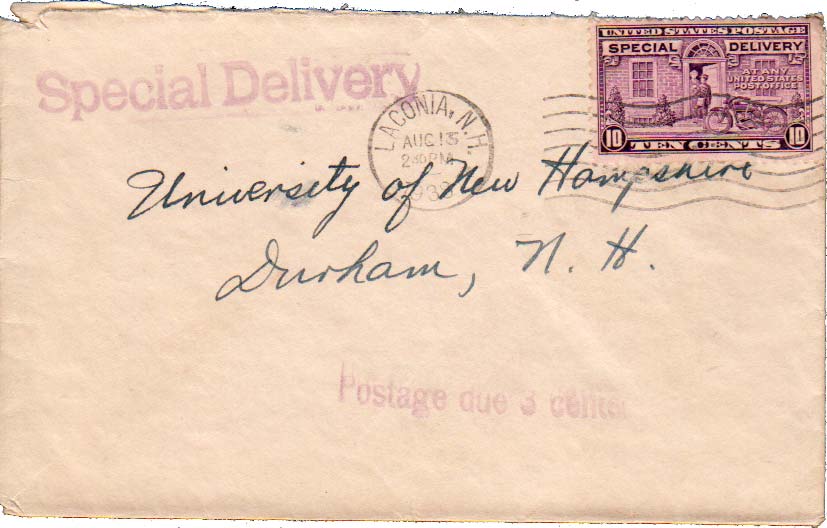 Special Delivery
UNITED STATES POSTAGE
SPECIAL DELIVERY
AT ANY
UNITED STATES
POST OFFICE
10 10
TEN CENTS
LACONIA, N.H.
AUG 15
2 30 PM
University of New Hampshire
Durham, N. H.
Postage due 3 cents